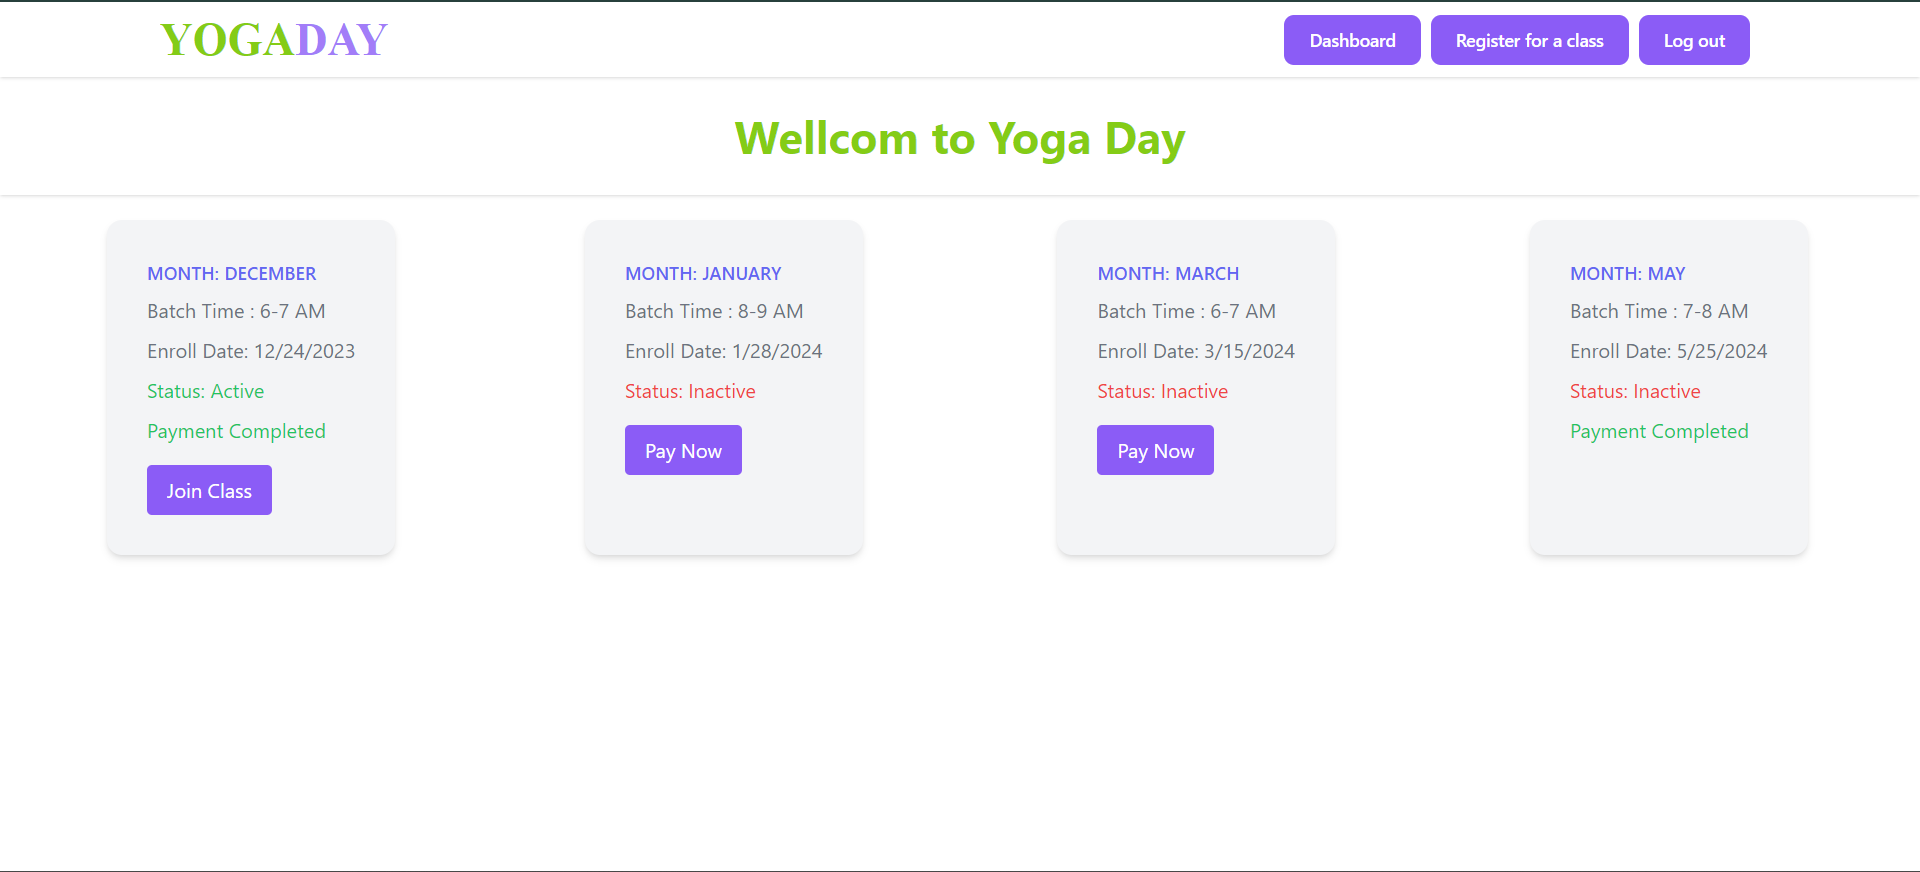 YOGADAY
Dashboard
Register for a class
Log out
Wellcom to Yoga Day
MONTH: DECEMBER
Batch Time : 6-7 AM
Enroll Date: 12/24/2023
Status: Active
Payment Completed
Join Class
MONTH: JANUARY
Batch Time : 8-9 AM
Enroll Date: 1/28/2024
Status: Inactive
Pay Now
MONTH: MARCH
Batch Time : 6-7 AM
Enroll Date: 3/15/2024
Status: Inactive
Pay Now
MONTH: MAY
Batch Time : 7-8 AM
Enroll Date: 5/25/2024
Status: Inactive
Payment Completed